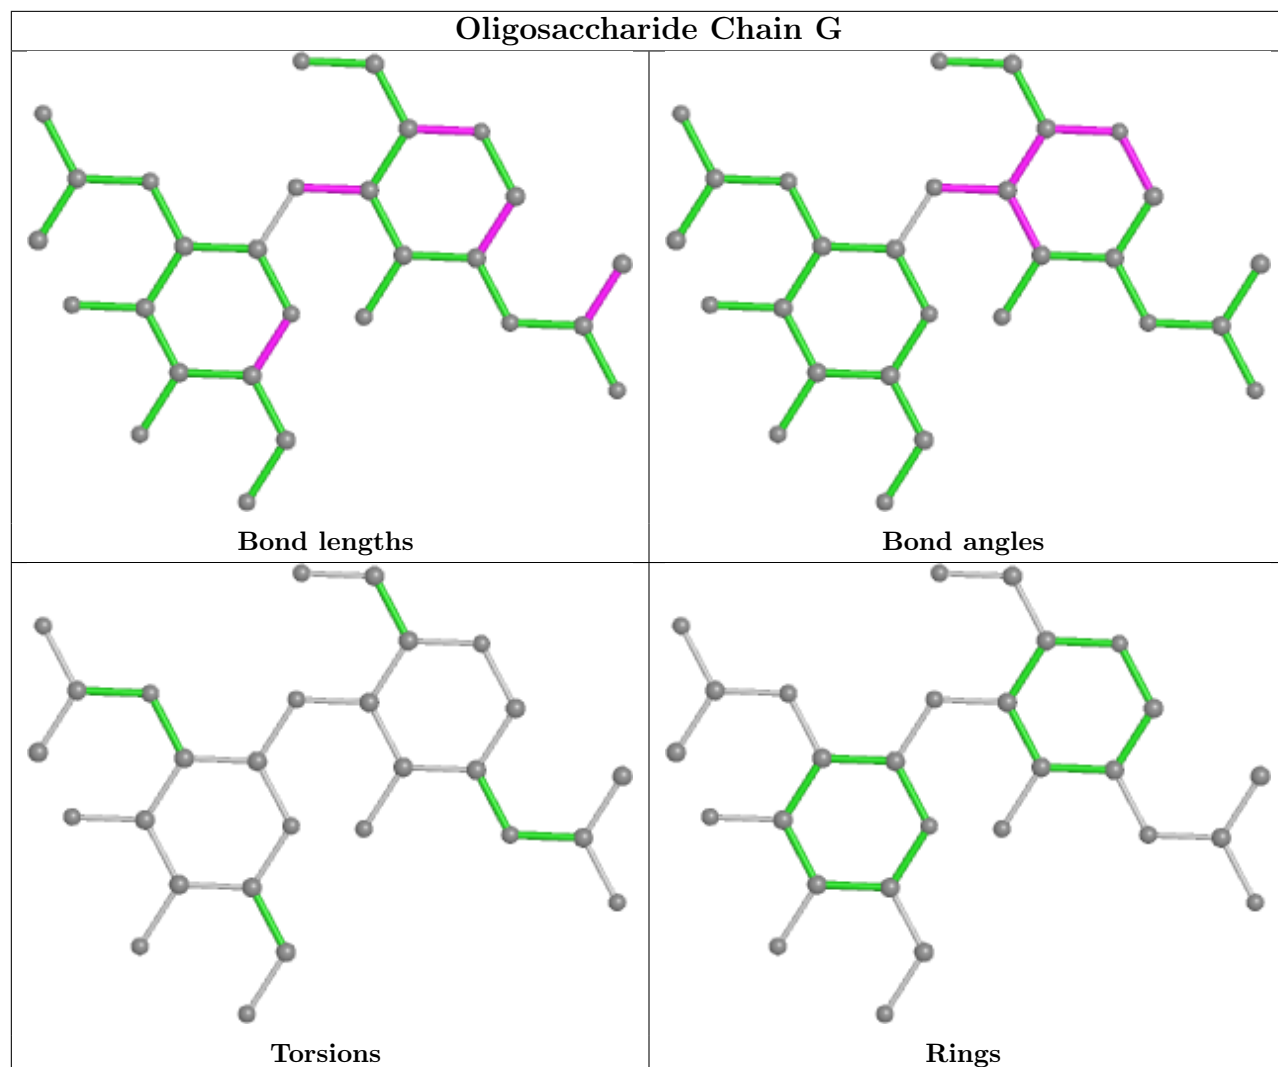 Oligosaccharide Chain G
Bond lengths
Bond angles
Torsions
Rings